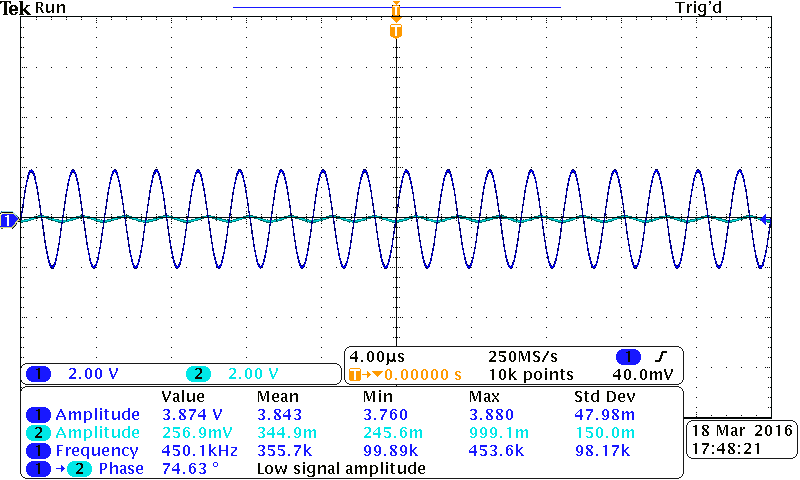 Tek Run Trig'd
T
T
1
4.00µs 250MS/s 1
1 2.00 V 2 2.00 V T 0.00000 s 10k points 40.0mV
Value Mean Min Max Std Dev
1 Amplitude 3.874 V 3.843 3.760 3.880 47.98m
2 Amplitude 256.9mV 344.9m 245.6m 999.1m 150.0m
1 Frequency 450.1kHz 355.7k 99.89k 453.6k 98.17k
1 → 2 Phase 74.63 ° Low signal amplitude
18 Mar 2016
17:48:21